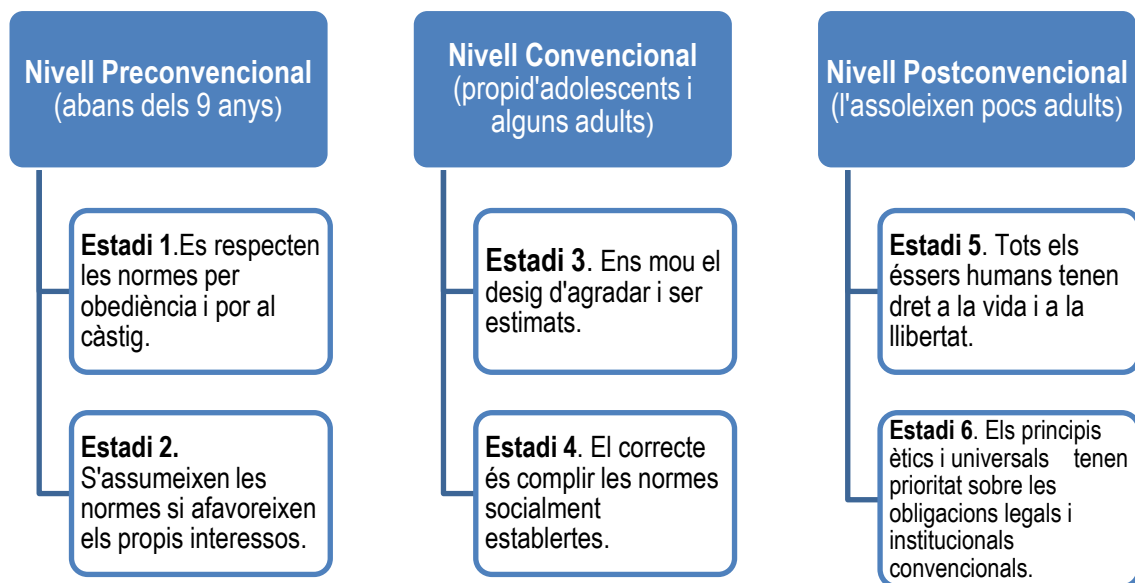 Nivell Preconvencional
(abans dels 9 anys)
Estadi 1.Es respecten
les normes per
obediència i por al
càstig.
Estadi 2.
S'assumeixen les
normes si afavoreixen
els propis interessos.
Nivell Convencional
(propid'adolescents i
alguns adults)
Estadi 3. Ens mou el
desig d'agradar i ser
estimats.
Estadi 4. El correcte
és complir les normes
socialment
establertes.
Nivell Postconvencional
(l'assoleixen pocs adults)
Estadi 5. Tots els
éssers humans tenen
dret a la vida i a la
llibertat.
Estadi 6. Els principis
ètics i universals tenen
prioritat sobre les
obligacions legals i
institucionals
convencionals.